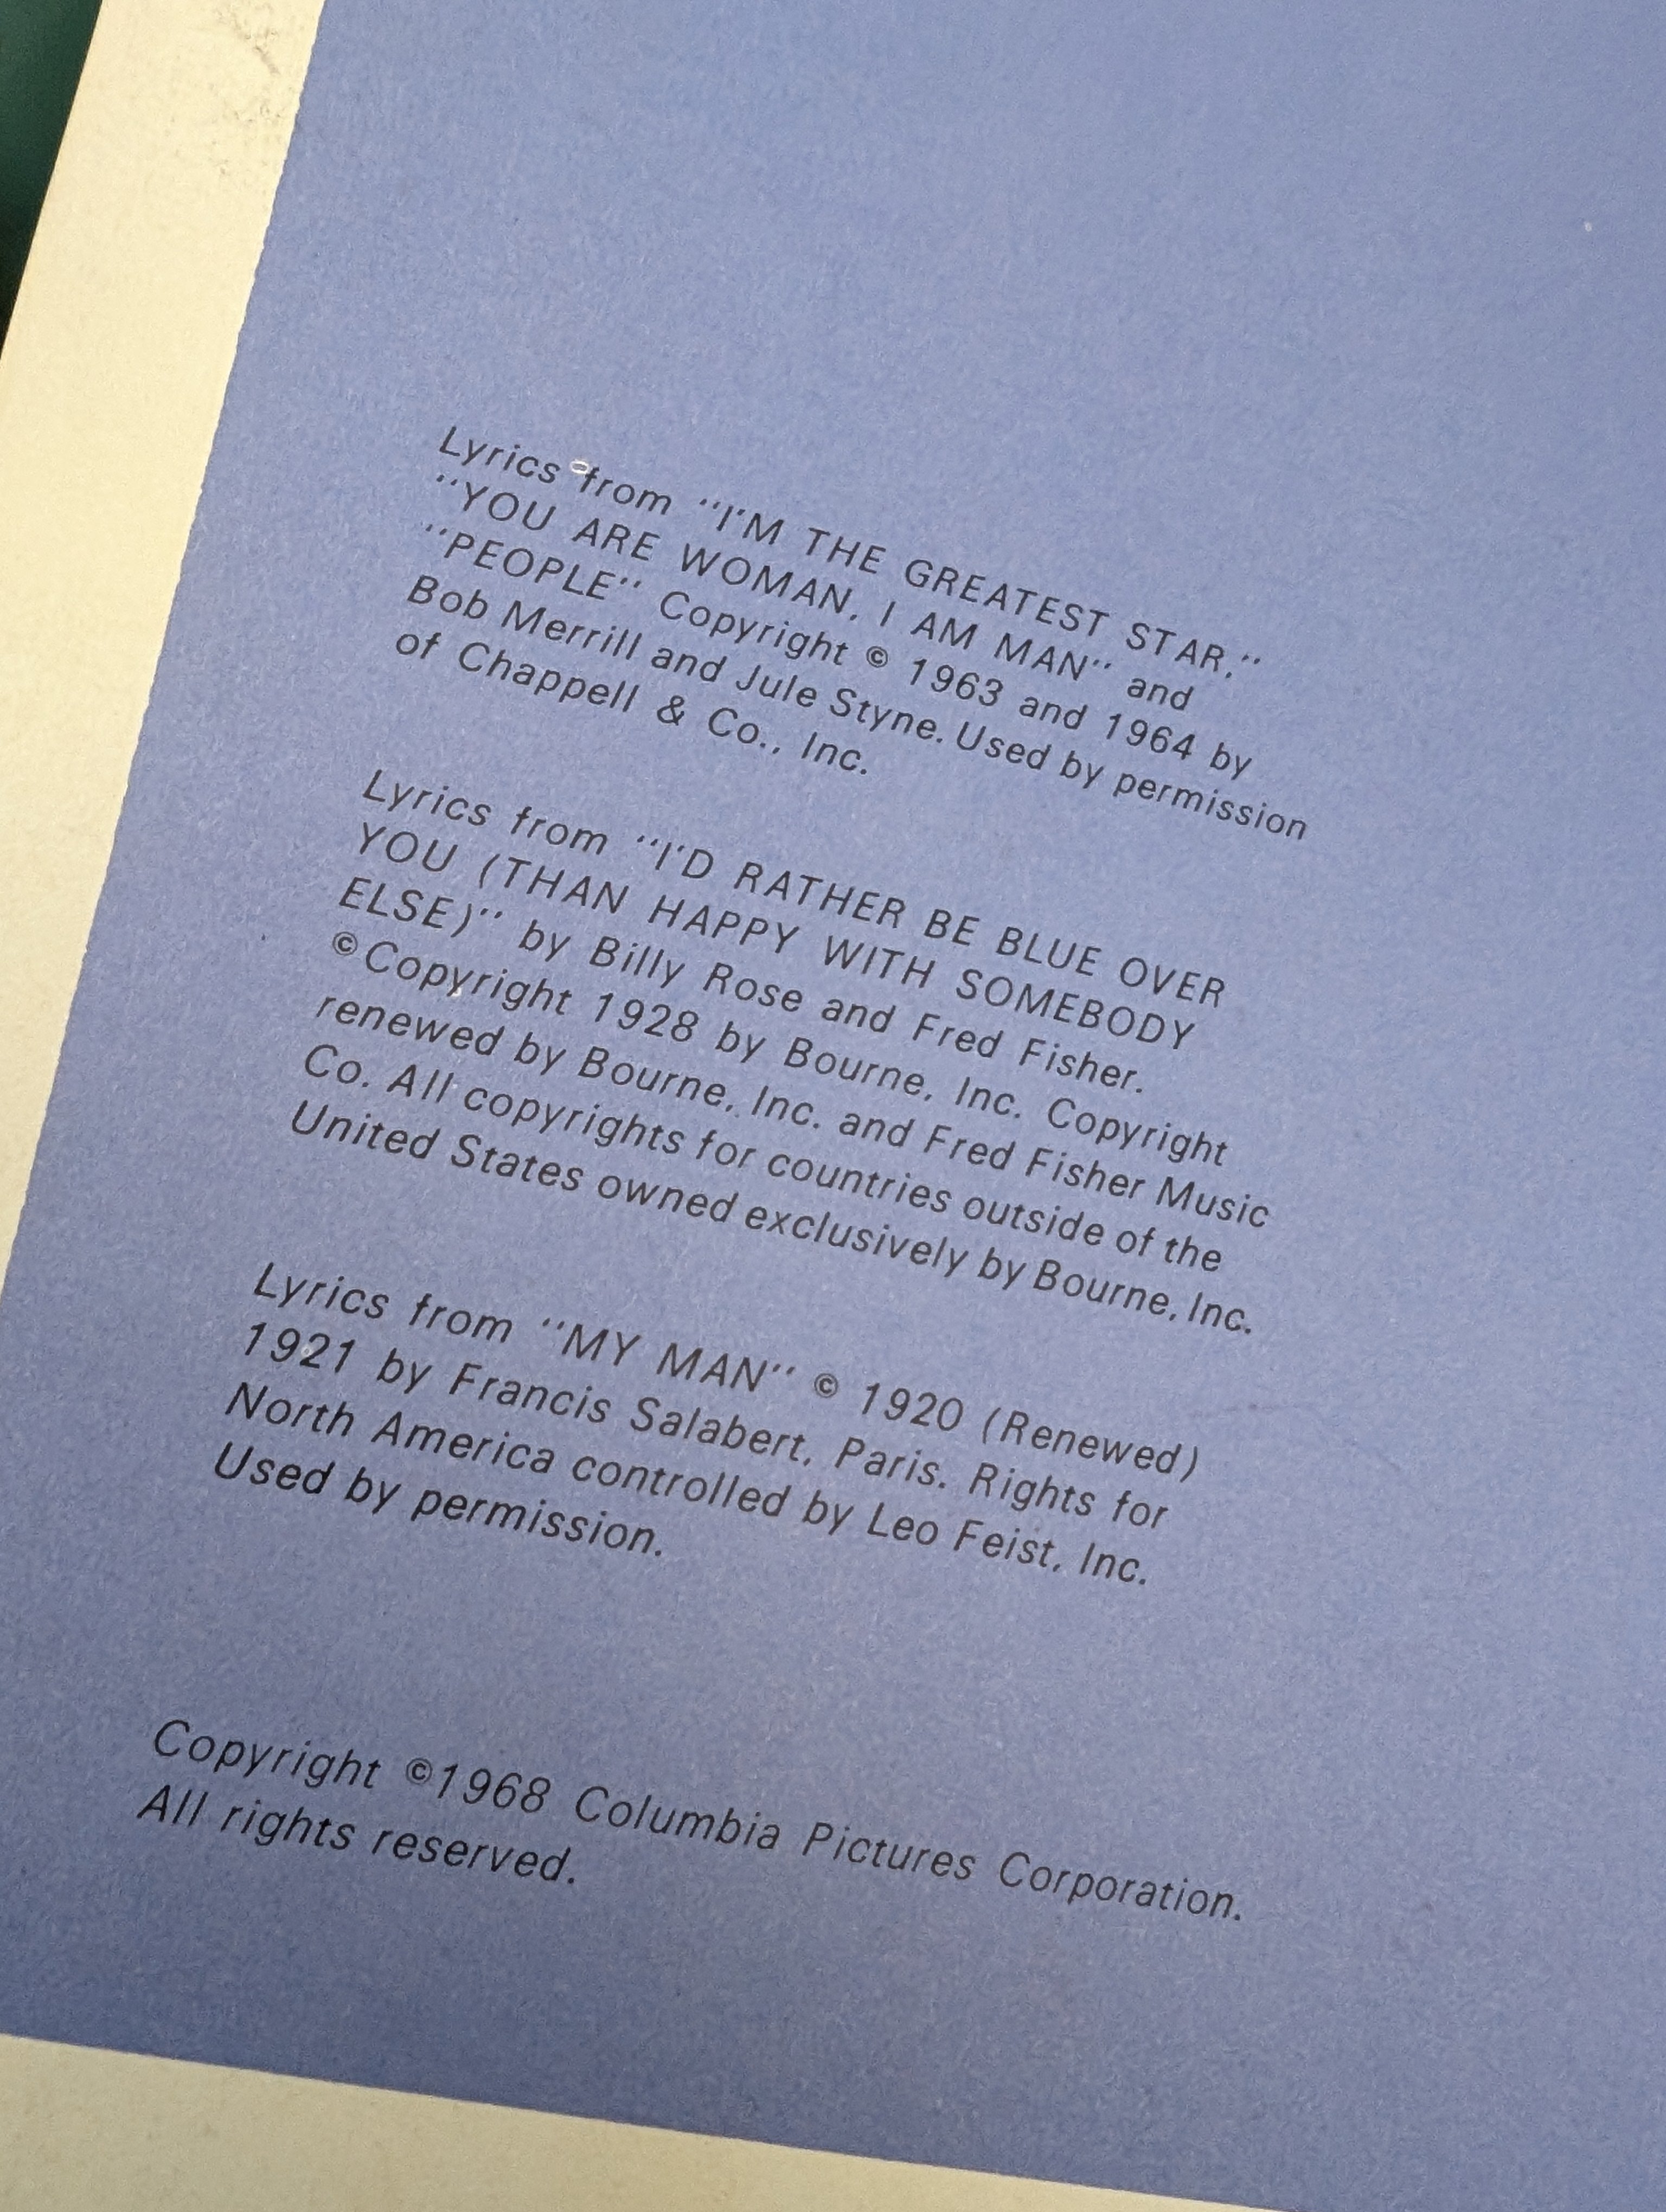 Lyrics from "I'M THE GREATEST STAR,"
"YOU ARE WOMAN, I AM MAN" and
"PEOPLE" Copyright © 1963 and 1964 by
Bob Merrill and Jule Styne. Used by permission
of Chappell & Co., Inc.
Lyrics from "I'D RATHER BE BLUE OVER
YOU (THAN HAPPY WITH SOMEBODY
ELSE)" by Billy Rose and Fred Fisher.
©Copyright 1928 by Bourne, Inc. Copyright
renewed by Bourne, Inc. and Fred Fisher Music
Co. All copyrights for countries outside of the
United States owned exclusively by Bourne, Inc.
Lyrics from "MY MAN" © 1920 (Renewed)
1921 by Francis Salabert, Paris. Rights for
North America controlled by Leo Feist, Inc.
Used by permission.
Copyright ©1968 Columbia Pictures Corporation.
All rights reserved.